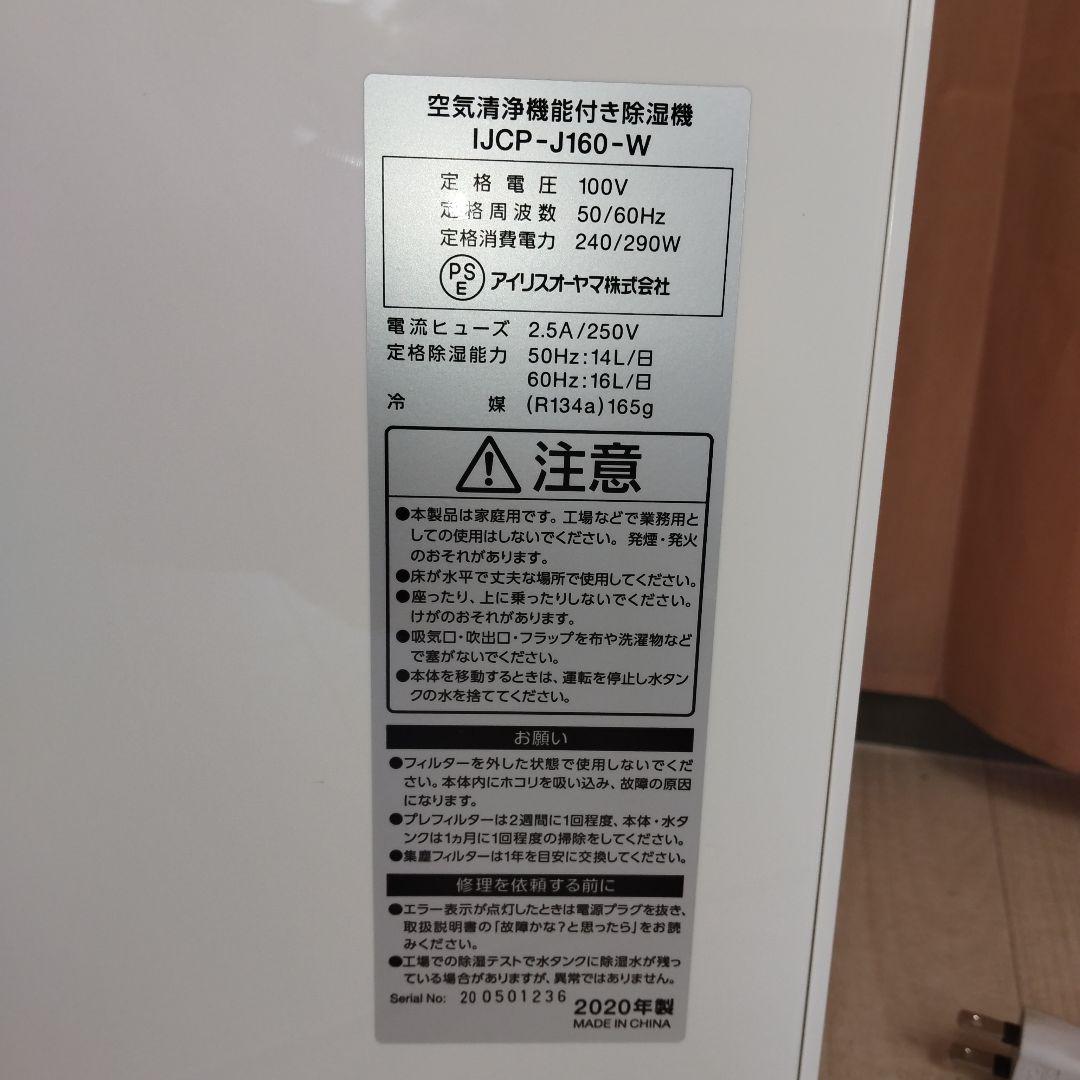 空気清浄機能付き除湿機
IJCP-J160-W
定格電圧 100V
定格周波数 50/60Hz
定格消費電力 240/290W
PSE アイリスオーヤマ株式会社
電流ヒューズ 2.5A/250V
定格除湿能力 50Hz:14L/日
60Hz:16L/日
冷媒 (R134a)165g
注意
●本製品は家庭用です。工場などで業務用と
しての使用はしないでください。発煙・発火
のおそれがあります。
●床が水平で丈夫な場所で使用してください。
●座ったり、上に乗ったりしないでください。
けがのおそれがあります。
●吸気口・吹出口・フラップを布や洗濯物など
で塞がないでください。
●本体を移動するときは、運転を停止し水タン
クの水を捨ててください。
お願い
●フィルターを外した状態で使用しないでくだ
さい。本体内にホコリを吸い込み、故障の原因
になります。
●プレフィルターは2週間に1回程度、本体・水タ
ンクは1ヵ月に1回程度の掃除をしてください。
●集塵フィルターは1年を目安に交換してください。
修理を依頼する前に
●エラー表示が点灯したときは電源プラグを抜き、
取扱説明書の「故障かな?と思ったら」をお読
みください。
●工場での除湿テストで水タンクに除湿水が残っ
ている場合がありますが、異常ではありません。
Serial No: 20 0501236 2020年製
MADE IN CHINA